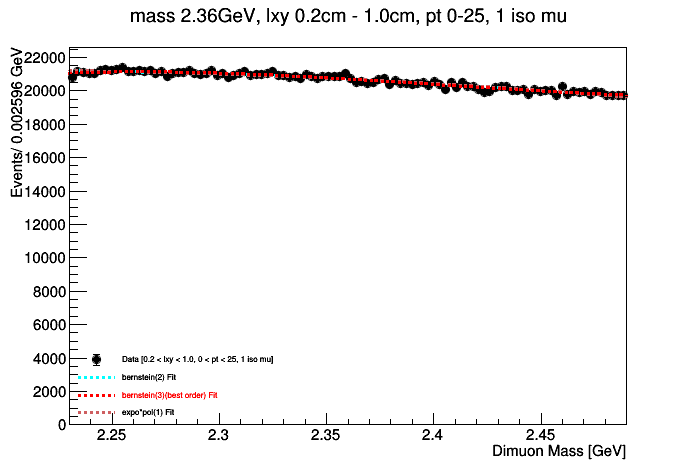 mass 2.36GeV, lxy 0.2cm - 1.0cm, pt 0-25, 1 iso mu
Events/ 0.002596 GeV
22000
20000
18000
16000
14000
12000
10000
8000
6000
4000
2000
0
Data [0.2 < lxy < 1.0, 0 < pt < 25, 1 iso mu]
bernstein(2) Fit
bernstein(3)(best order) Fit
expo*pol(1) Fit
2.25 2.3 2.35 2.4 2.45
Dimuon Mass [GeV]